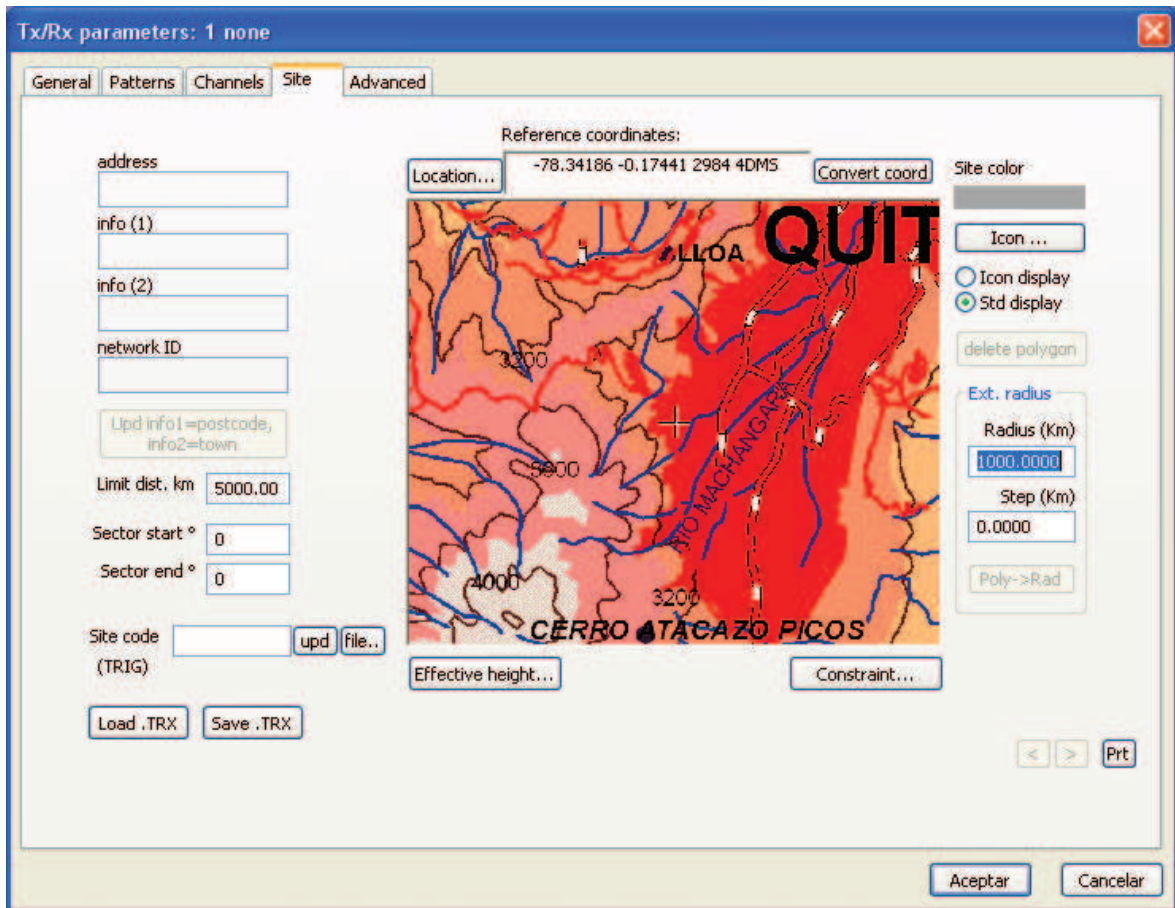 Tx/Rx parameters: 1 none
General Patterns Channels Site Advanced
Reference coordinates:
Location... -78.34186 -0.17441 2984 4DMS Convert coord
address
info (1)
info (2)
network ID
Upd info1=postcode,
info2=town
Limit dist. km 5000.00
Sector start º 0
Sector end º 0
Site code
(TRIG)
upd file..
Load .TRX Save .TRX
QUIT
LLOA
3200
RIO MACHANGARA
4000
3200
CERRO ATACAZO PICOS
Effective height... Constraint...
Site color
Icon ...
Icon display
Std display
delete polygon
Ext. radius
Radius (Km)
1000.0000
Step (Km)
0.0000
Poly->Rad
< > Prt
Aceptar Cancelar